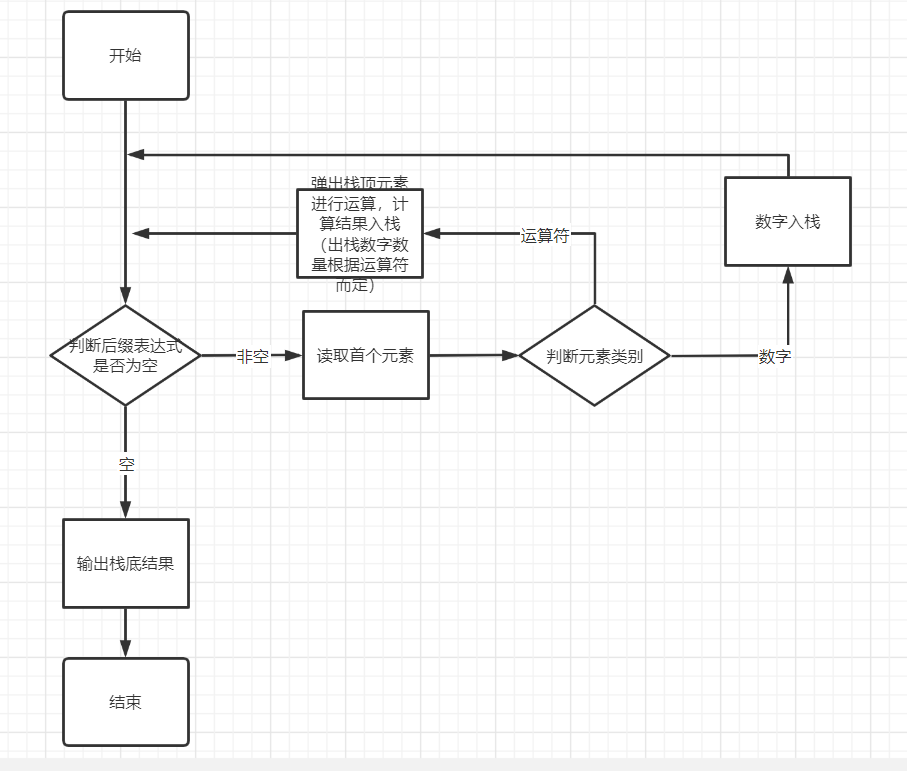 开始
弹出栈顶元素
进行运算，计
算结果入栈
（出栈数字数
量根据运算符
而定）
运算符
数字入栈
判断后缀表达式
是否为空
非空
读取首个元素
判断元素类别
数字
空
输出栈底结果
结束